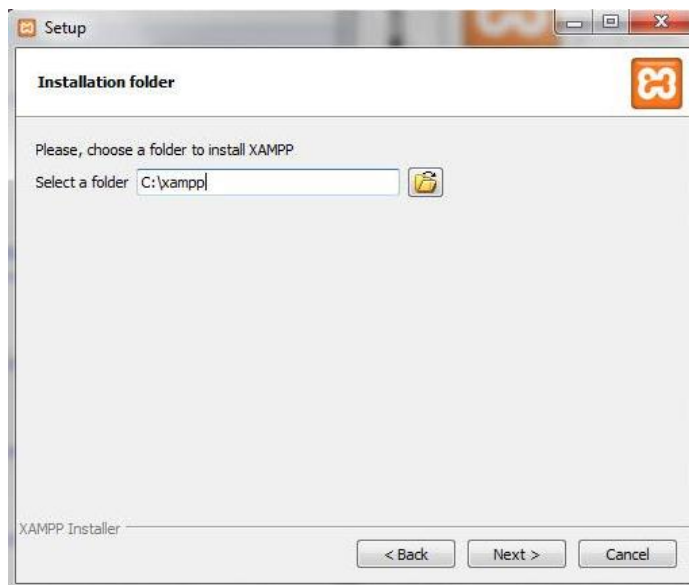 Setup
Installation folder
Please, choose a folder to install XAMPP
Select a folder C:\xampp
XAMPP Installer
< Back Next > Cancel